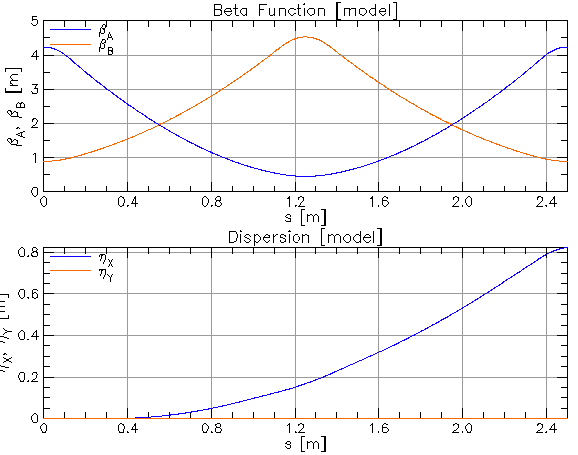 Beta Function [model]
β_A
β_B
β_A, β_B [m]
5
4
3
2
1
0
0 0.4 0.8 1.2 1.6 2.0 2.4
s [m]
Dispersion [model]
η_X
η_Y
η_X, η_Y [m]
0.8
0.6
0.4
0.2
0
0 0.4 0.8 1.2 1.6 2.0 2.4
s [m]